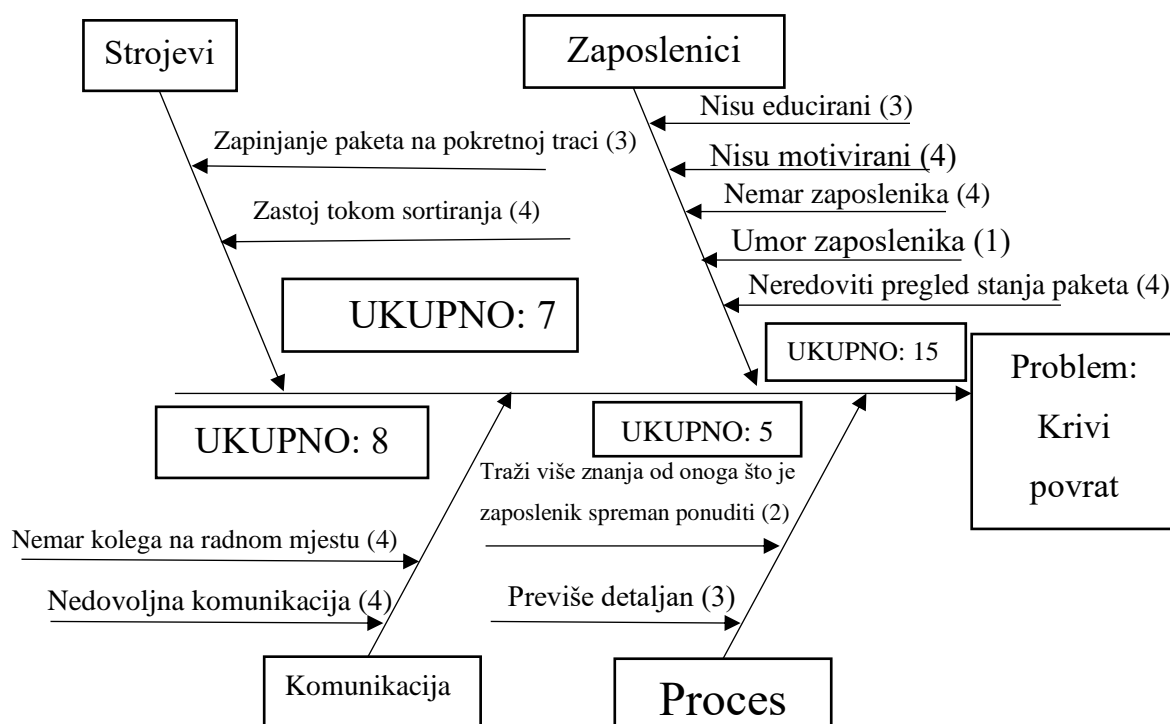 Strojevi
Zaposlenici
Nisu educirani (3)
Zapinjanje paketa na pokretnoj traci (3)
Nisu motivirani (4)
Nemar zaposlenika (4)
Zastoj tokom sortiranja (4)
Umor zaposlenika (1)
Neredoviti pregled stanja paketa (4)
UKUPNO: 7
UKUPNO: 15
Problem:
Krivi
povrat
UKUPNO: 8
UKUPNO: 5
Traži više znanja od onoga što je
zaposlenik spreman ponuditi (2)
Nemar kolega na radnom mjestu (4)
Nedovoljna komunikacija (4)
Previše detaljan (3)
Komunikacija
Proces